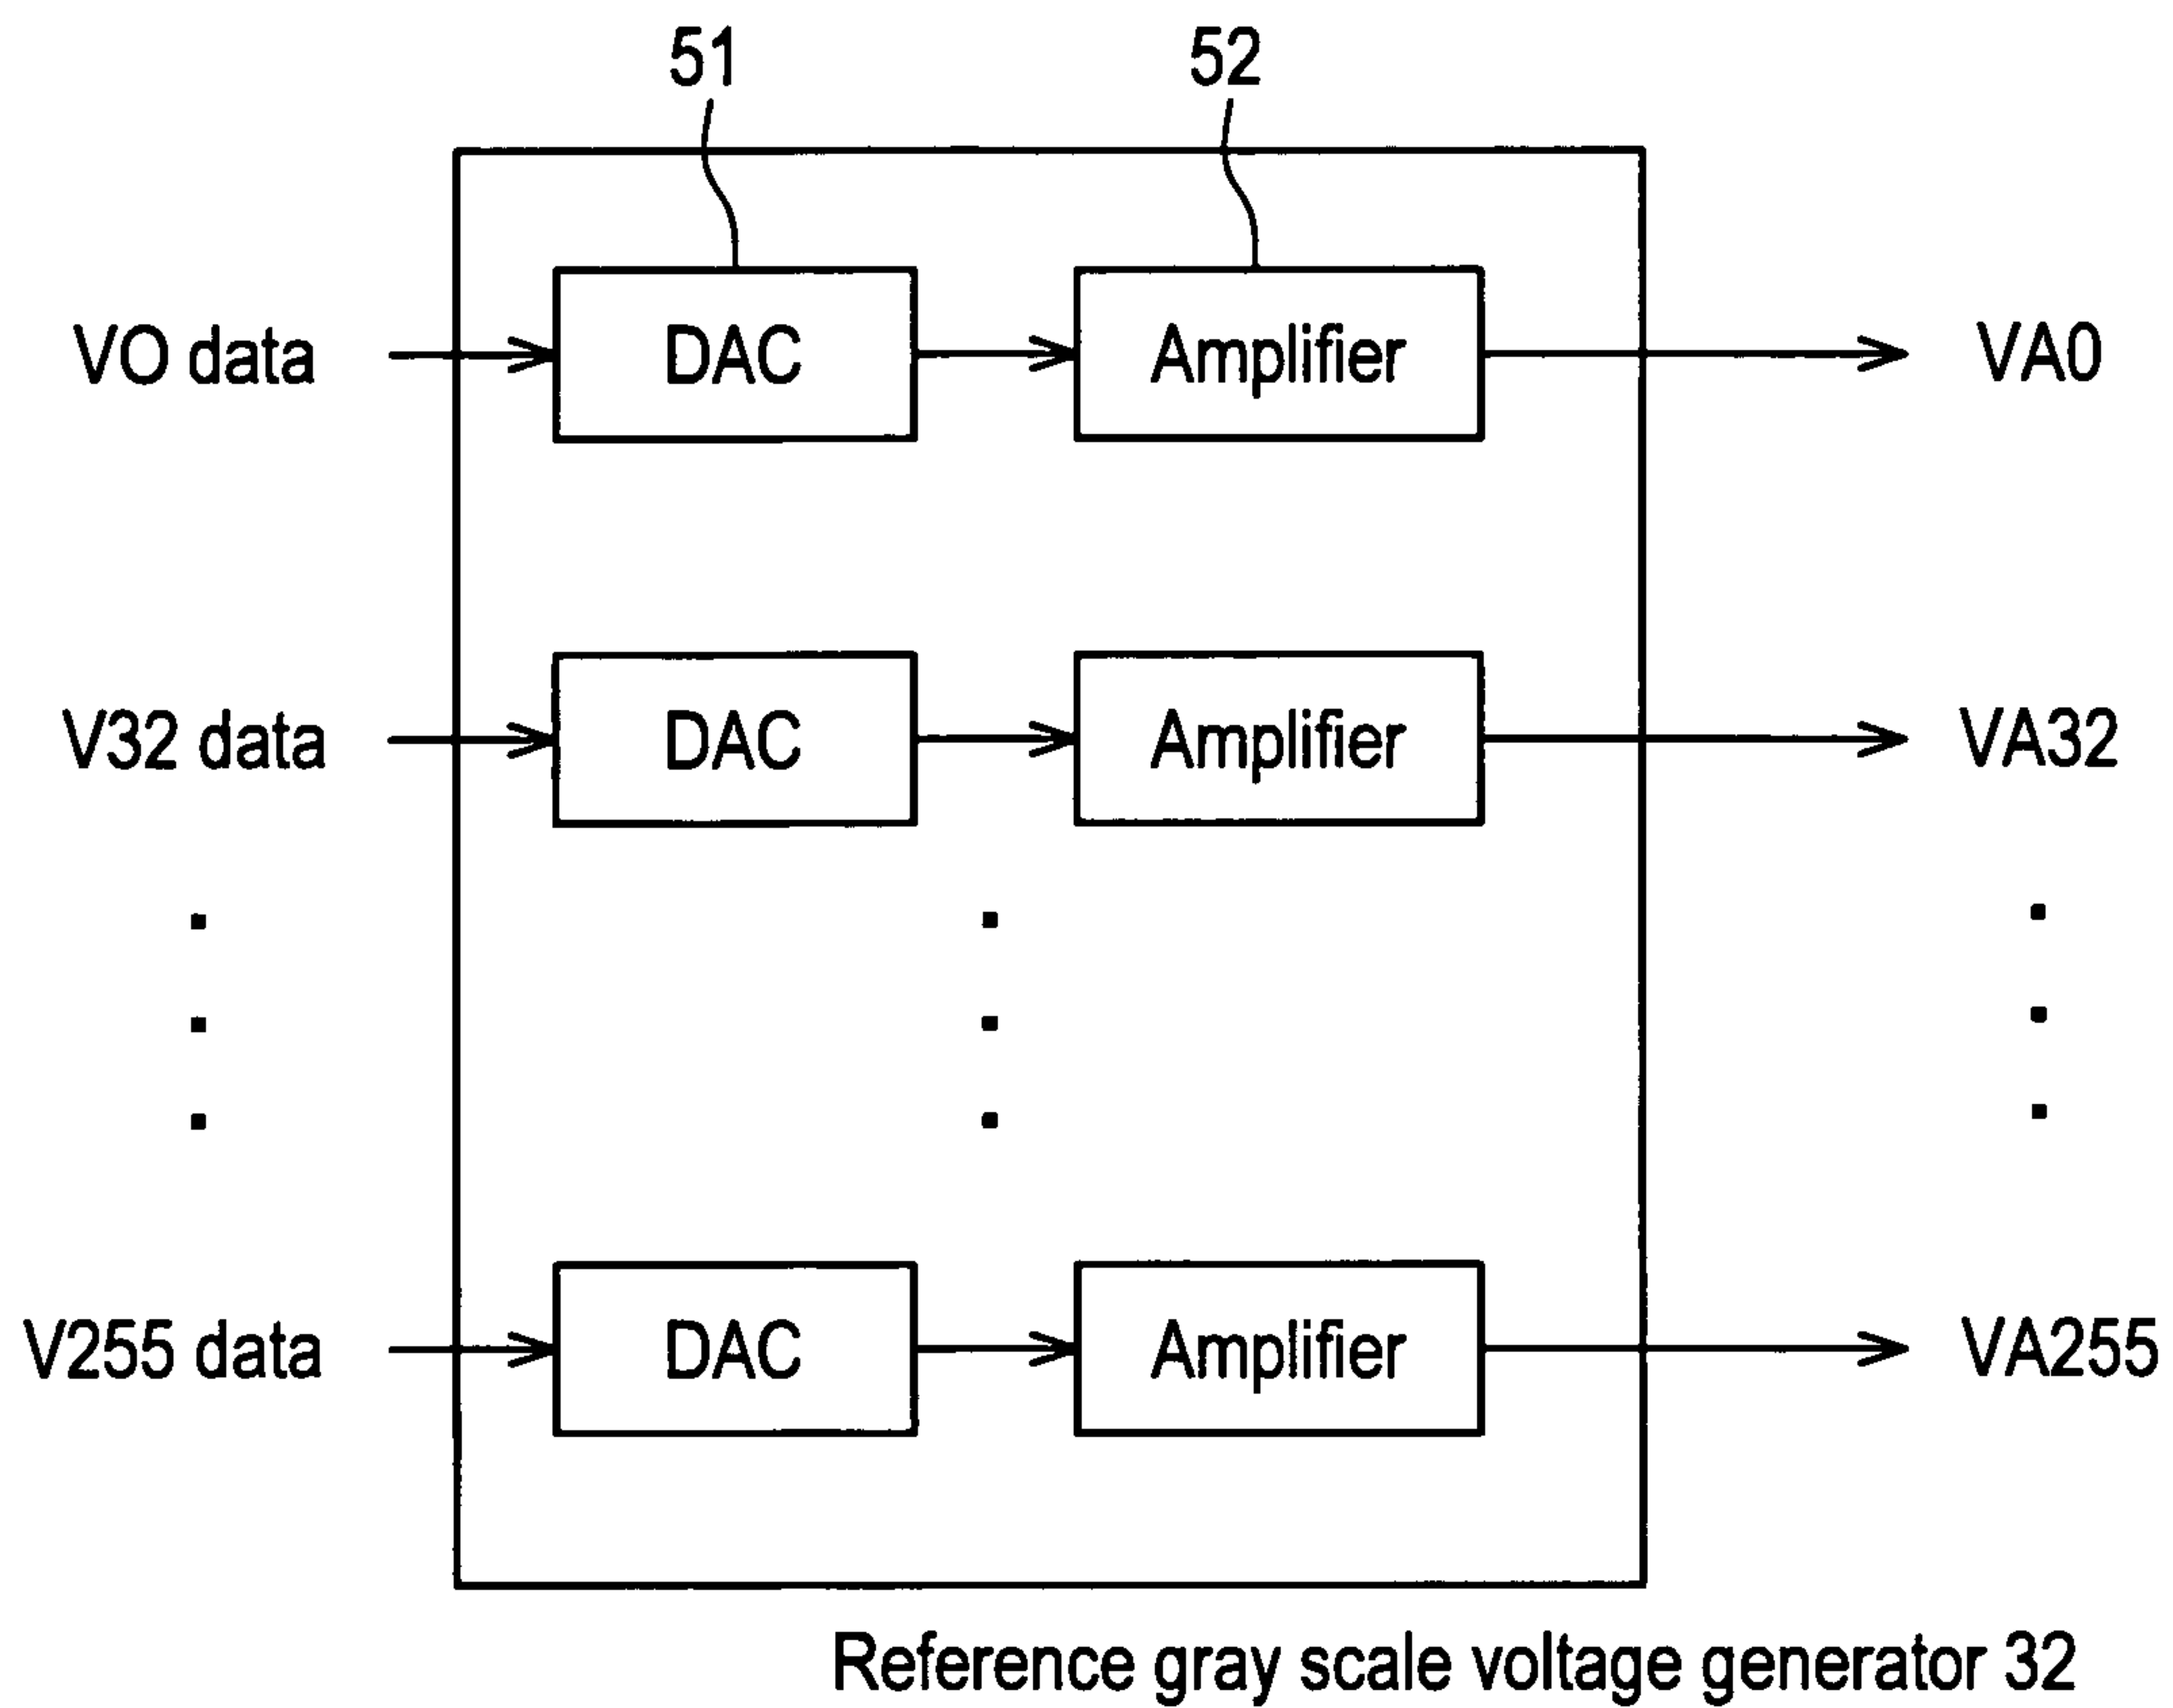 51 52
VO data DAC Amplifier VA0
V32 data DAC Amplifier VA32
V255 data DAC Amplifier VA255
Reference gray scale voltage generator 32